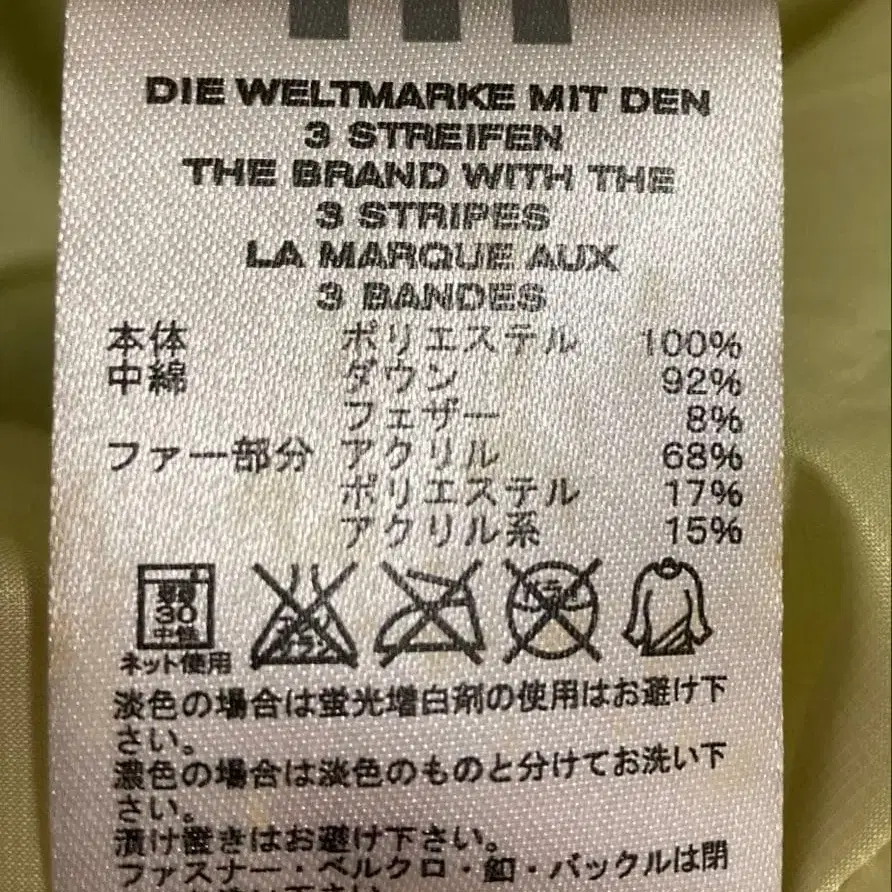 DIE WELTMARKE MIT DEN
3 STREIFEN
THE BRAND WITH THE
3 STRIPES
LA MARQUE AUX
3 BANDES
本体 ポリエステル 100%
中綿 ダウン 92%
フェザー 8%
ファー部分 アクリル 68%
ポリエステル 17%
アクリル系 15%
30
中性
ネット使用
淡色の場合は蛍光増白剤の使用はお避け下
さい。
濃色の場合は淡色のものと分けてお洗い下
さい。
漬け置きはお避け下さい。
ファスナー・ベルクロ・釦・バックルは閉